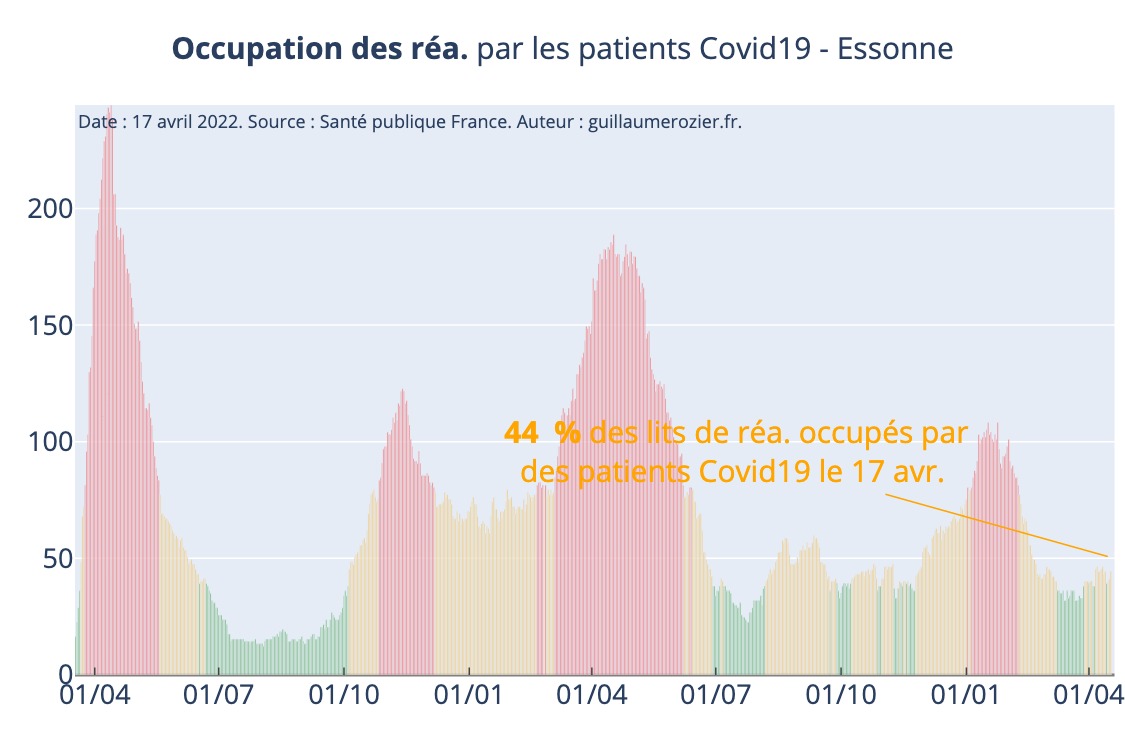 Occupation des réa. par les patients Covid19 - Essonne
Date : 17 avril 2022. Source : Santé publique France. Auteur : guillaumerozier.fr.
200
150
100
50
0
44 % des lits de réa. occupés par
des patients Covid19 le 17 avr.
01/04 01/07 01/10 01/01 01/04 01/07 01/10 01/01 01/04